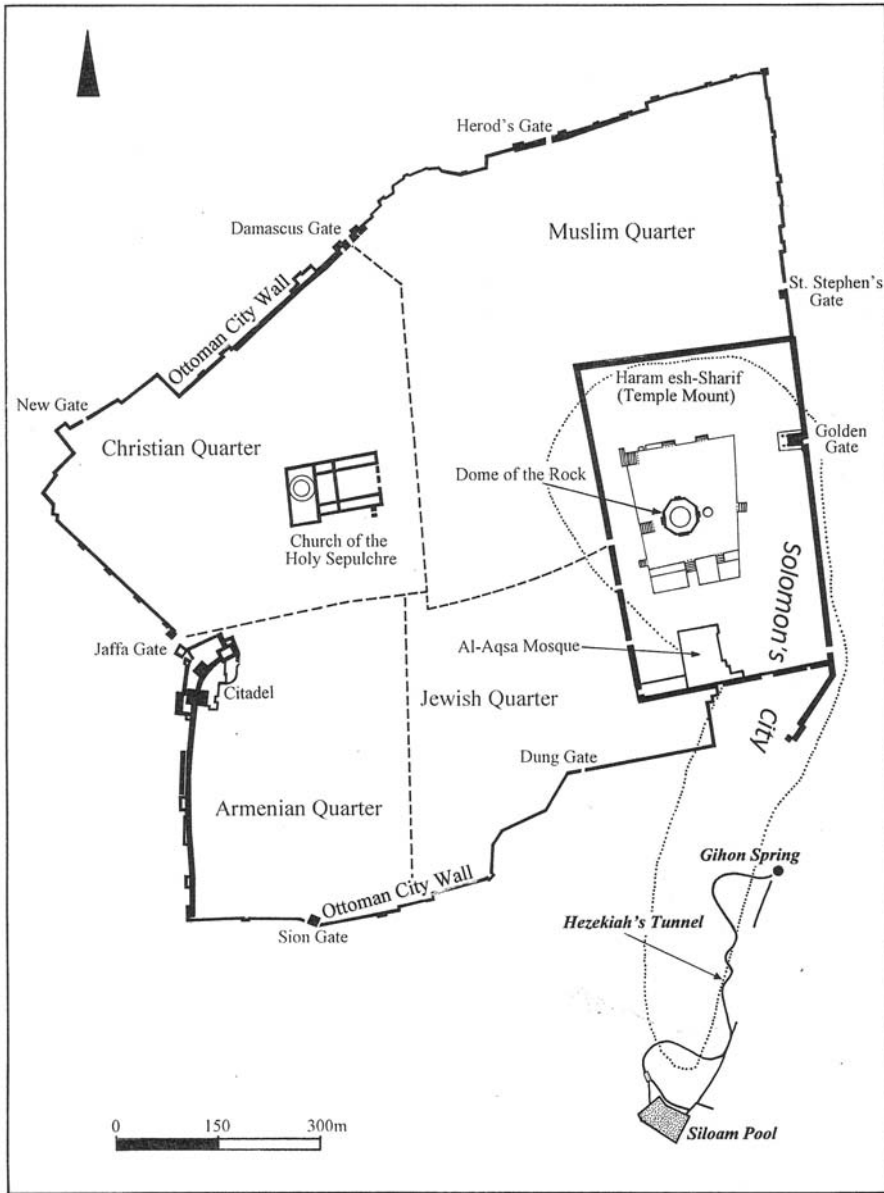 Herod's Gate
Damascus Gate
Muslim Quarter
Ottoman City Wall
St. Stephen's
Gate
Haram esh-Sharif
(Temple Mount)
New Gate
Christian Quarter
Golden
Gate
Dome of the Rock
Church of the
Holy Sepulchre
Solomon's
City
Jaffa Gate
Al-Aqsa Mosque
Citadel
Jewish Quarter
Dung Gate
Armenian Quarter
Gihon Spring
Ottoman City Wall
Sion Gate
Hezekiah's Tunnel
0 150 300m
Siloam Pool